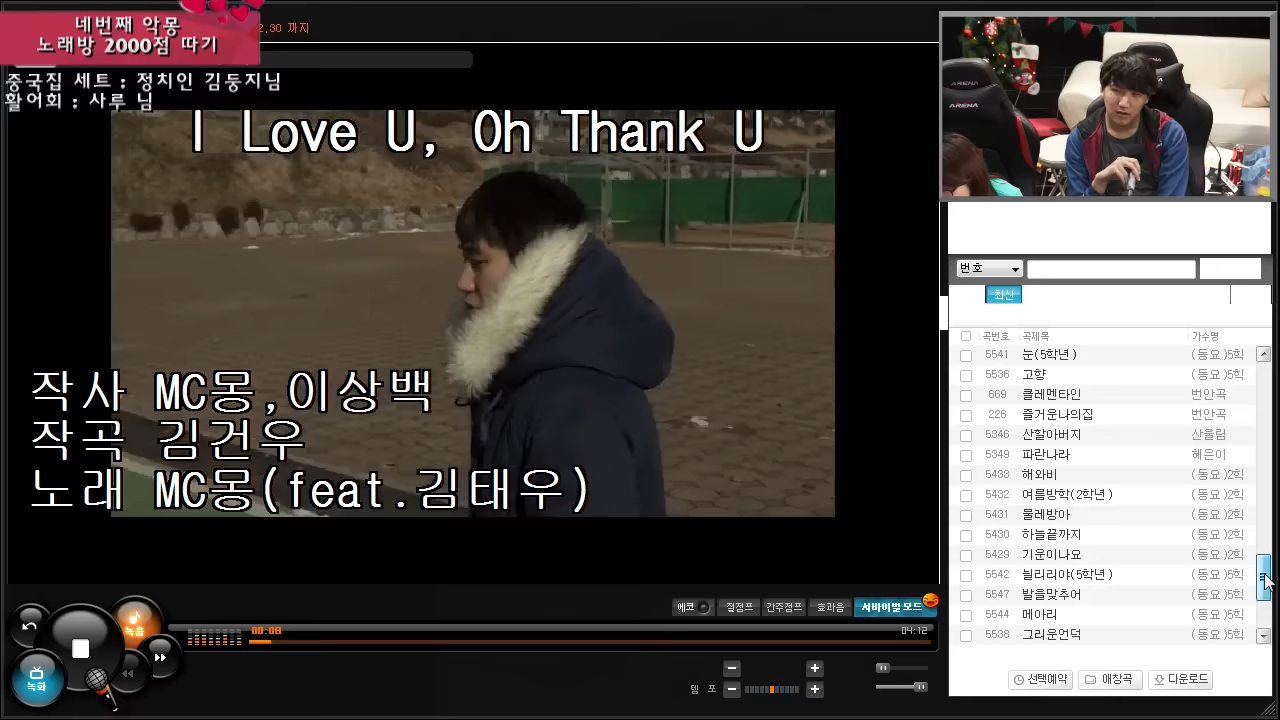 네번째 악몽
노래방 2000점 따기
2,30 까지
중국집 세트 : 정치인 김둥지님
활어회 : 사루 님
I Love U, Oh Thank U
작사 MC몽,이상백
작곡 김건우
노래 MC몽(feat.김태우)
ARENA
ARENA
번호
최신
곡번호 곡제목 가수명
5541 눈(5학년) (동요)5학
5536 고향 (동요)5학
669 클레멘타인 번안곡
226 즐거운나의집 번안곡
5346 산할아버지 산울림
5349 파란나라 혜은이
5433 해와비 (동요)2학
5432 여름방학(2학년) (동요)2학
5431 물레방아 (동요)2학
5430 하늘끝까지 (동요)2학
5429 기운이나요 (동요)2학
5542 늴리리야(5학년) (동요)5학
5547 발을맞추어 (동요)5학
5544 메아리 (동요)5학
5538 그리운언덕 (동요)5학
선택예약 애창곡 다운로드
에코 절점프 간주점프 효과음 서바이벌 모드
녹음
00:08 04:12
녹화
템 포